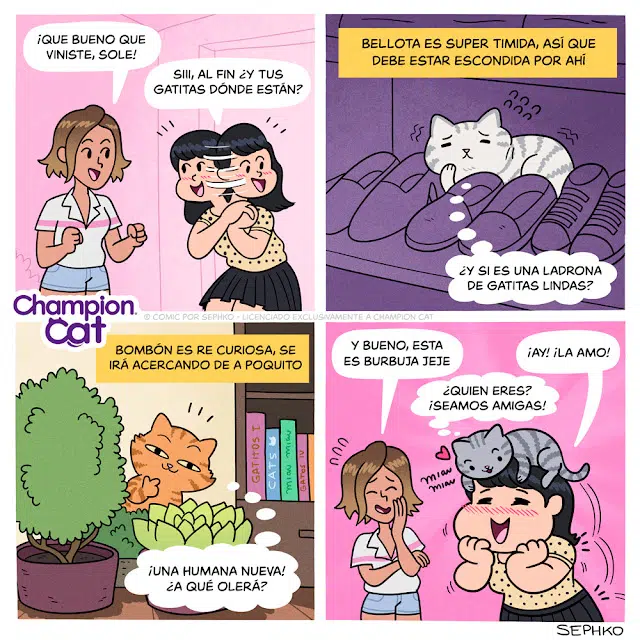 ¡QUE BUENO QUE
VINISTE, SOLE!
SIII, AL FIN ¿Y TUS
GATITAS DÓNDE ESTÁN?
BELLOTA ES SUPER TIMIDA, ASÍ QUE
DEBE ESTAR ESCONDIDA POR AHÍ
¿Y SI ES UNA LADRONA
DE GATITAS LINDAS?
Champion
Cat
© COMIC POR SEPHKO - LICENCIADO EXCLUSIVAMENTE A CHAMPION CAT
BOMBÓN ES RE CURIOSA, SE
IRÁ ACERCANDO DE A POQUITO
GATITOS I
CATS
MIAU MIAU
GATOS IV
¡UNA HUMANA NUEVA!
¿A QUÉ OLERÁ?
Y BUENO, ESTA
ES BURBUJA JEJE
¡AY! ¡LA AMO!
¿QUIEN ERES?
¡SEAMOS AMIGAS!
MIAU
MIAU
SEPHKO